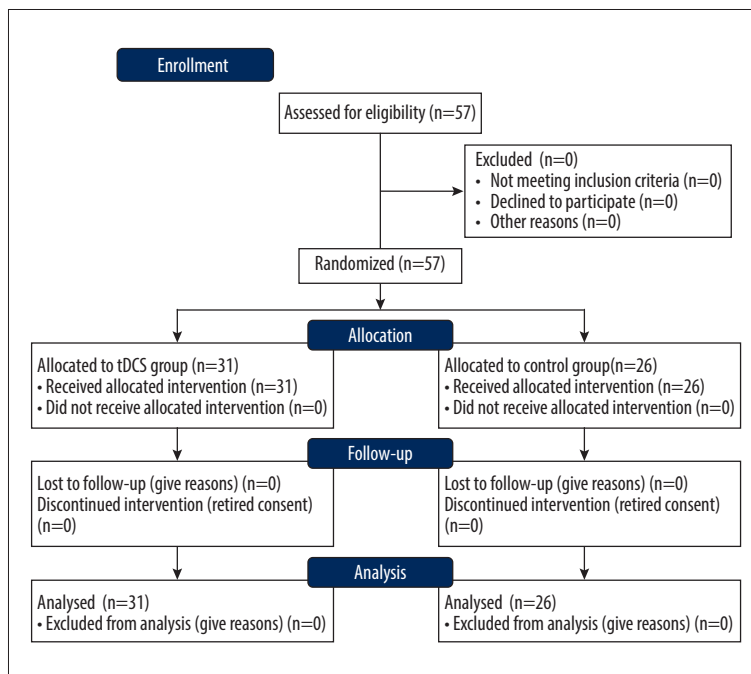 Enrollment
Assessed for eligibility (n=57)
Excluded (n=0)
• Not meeting inclusion criteria (n=0)
• Declined to participate (n=0)
• Other reasons (n=0)
Randomized (n=57)
Allocation
Allocated to tDCS group (n=31)
• Received allocated intervention (n=31)
• Did not receive allocated intervention (n=0)
Allocated to control group(n=26)
• Received allocated intervention (n=26)
• Did not receive allocated intervention (n=0)
Follow-up
Lost to follow-up (give reasons) (n=0)
Discontinued intervention (retired consent)
(n=0)
Lost to follow-up (give reasons) (n=0)
Discontinued intervention (retired consent)
(n=0)
Analysis
Analysed (n=31)
• Excluded from analysis (give reasons) (n=0)
Analysed (n=26)
• Excluded from analysis (give reasons) (n=0)